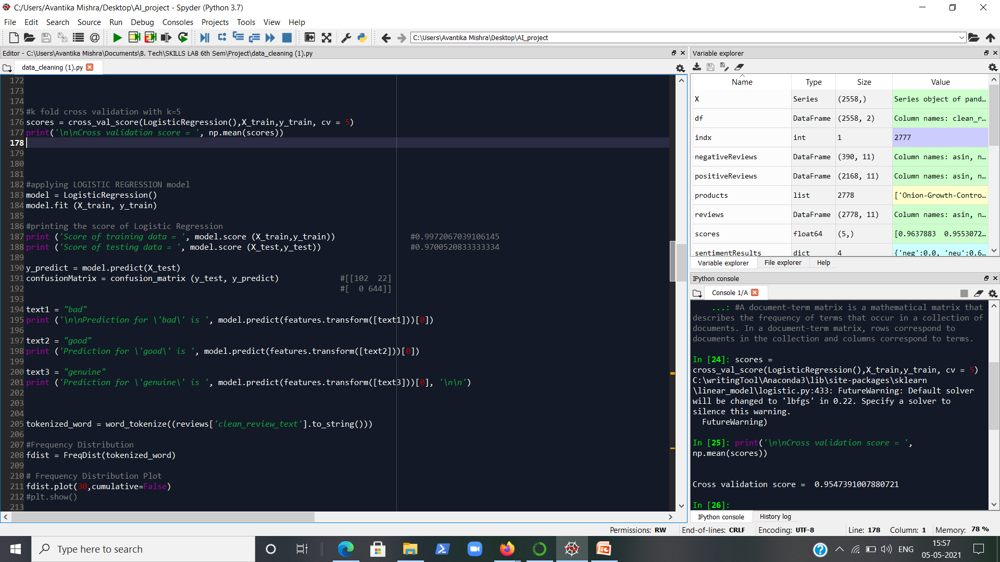 C:/Users/Avantika Mishra/Desktop\AI_project - Spyder (Python 3.7)
File Edit Search Source Run Debug Consoles Projects Tools View Help
C:\Users\Avantika Mishra\Desktop\AI_project
Editor - C:\Users\Avantika Mishra\Documents\B. Tech\SKILLS LAB 6th Sem\Project\data_cleaning (1).py
data_cleaning (1).py
172
173
174
175 #k fold cross validation with k=5
176 scores = cross_val_score(LogisticRegression(),X_train,y_train, cv = 5)
177 print('\n\nCross validation score = ', np.mean(scores))
178
179
180
181
182 #applying LOGISTIC REGRESSION model
183 model = LogisticRegression()
184 model.fit (X_train, y_train)
185
186 #printing the score of Logistic Regression
187 print ('Score of training data = ', model.score (X_train,y_train)) #0.9972067039106145
188 print ('Score of testing data = ', model.score (X_test,y_test)) #0.9700520833333334
189
190 y_predict = model.predict(X_test)
191 confusionMatrix = confusion_matrix (y_test, y_predict) #[[102  22]
192 #[  0 644]]
193
194 text1 = "bad"
195 print ('\n\nPrediction for \'bad\' is ', model.predict(features.transform([text1]))[0])
196
197 text2 = "good"
198 print ('Prediction for \'good\' is ', model.predict(features.transform([text2]))[0])
199
200 text3 = "genuine"
201 print ('Prediction for \'genuine\' is ', model.predict(features.transform([text3]))[0], '\n\n')
202
203
204
205 tokenized_word = word_tokenize((reviews['clean_review_text'].to_string()))
206
207 #Frequency Distribution
208 fdist = FreqDist(tokenized_word)
209
210 # Frequency Distribution Plot
211 fdist.plot(30,cumulative=False)
212 #plt.show()
213
Variable explorer
Name Type Size Value
X Series (2558,) Series object of pand…
df DataFrame (2558, 2) Column names: clean_r…
indx int 1 2777
negativeReviews DataFrame (390, 11) Column names: asin, n…
positiveReviews DataFrame (2168, 11) Column names: asin, n…
products list 2778 ['Onion-Growth-Contro…
reviews DataFrame (2778, 11) Column names: asin, n…
scores float64 (5,) [0.9637883  0.9553072…
sentimentResults dict 4 {'neg':0.0, 'neu':0.6…
Variable explorer File explorer Help
IPython console
Console 1/A
...: #A document-term matrix is a mathematical matrix that
describes the frequency of terms that occur in a collection of
documents. In a document-term matrix, rows correspond to
documents in the collection and columns correspond to terms.
In [24]: scores =
cross_val_score(LogisticRegression(),X_train,y_train, cv = 5)
C:\writingTool\Anaconda3\lib\site-packages\sklearn
\linear_model\logistic.py:433: FutureWarning: Default solver
will be changed to 'lbfgs' in 0.22. Specify a solver to
silence this warning.
FutureWarning)
In [25]: print('\n\nCross validation score = ',
np.mean(scores))
Cross validation score =  0.9547391007880721
In [26]:
IPython console History log
Permissions: RW End-of-lines: CRLF Encoding: UTF-8 Line: 178 Column: 1 Memory: 78 %
Type here to search
ENG
15:57
05-05-2021